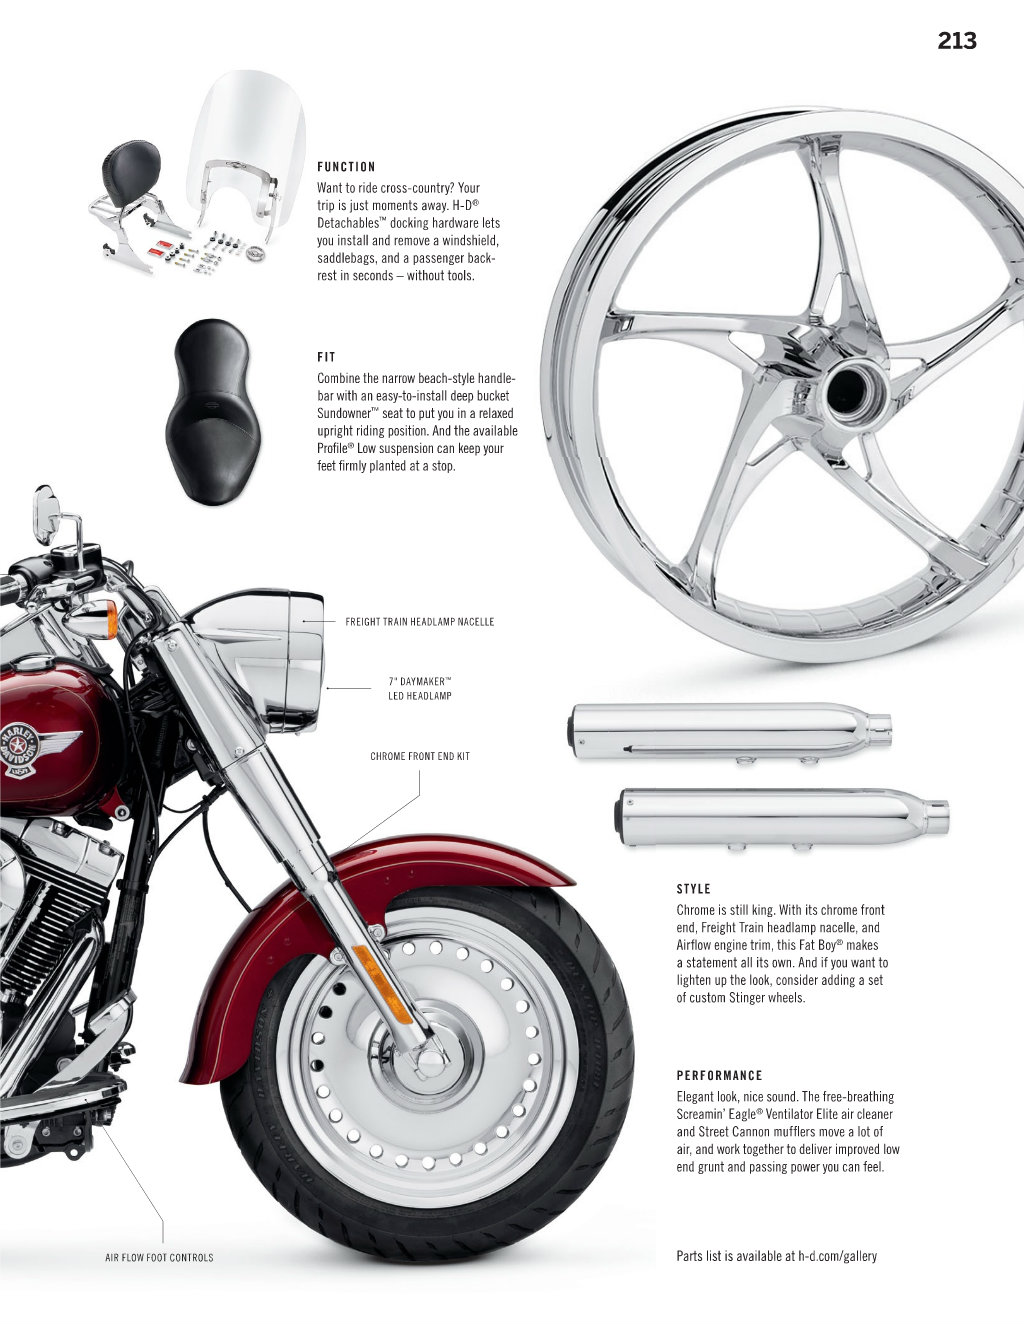 213
FUNCTION
Want to ride cross-country? Your
trip is just moments away. H-D®
Detachables™ docking hardware lets
you install and remove a windshield,
saddlebags, and a passenger back-
rest in seconds – without tools.
FIT
Combine the narrow beach-style handle-
bar with an easy-to-install deep bucket
Sundowner™ seat to put you in a relaxed
upright riding position. And the available
Profile® Low suspension can keep your
feet firmly planted at a stop.
FREIGHT TRAIN HEADLAMP NACELLE
7" DAYMAKER™
LED HEADLAMP
CHROME FRONT END KIT
HARLEY-
DAVIDSON
USA
STYLE
Chrome is still king. With its chrome front
end, Freight Train headlamp nacelle, and
Airflow engine trim, this Fat Boy® makes
a statement all its own. And if you want to
lighten up the look, consider adding a set
of custom Stinger wheels.
PERFORMANCE
Elegant look, nice sound. The free-breathing
Screamin' Eagle® Ventilator Elite air cleaner
and Street Cannon mufflers move a lot of
air, and work together to deliver improved low
end grunt and passing power you can feel.
AIR FLOW FOOT CONTROLS
Parts list is available at h-d.com/gallery